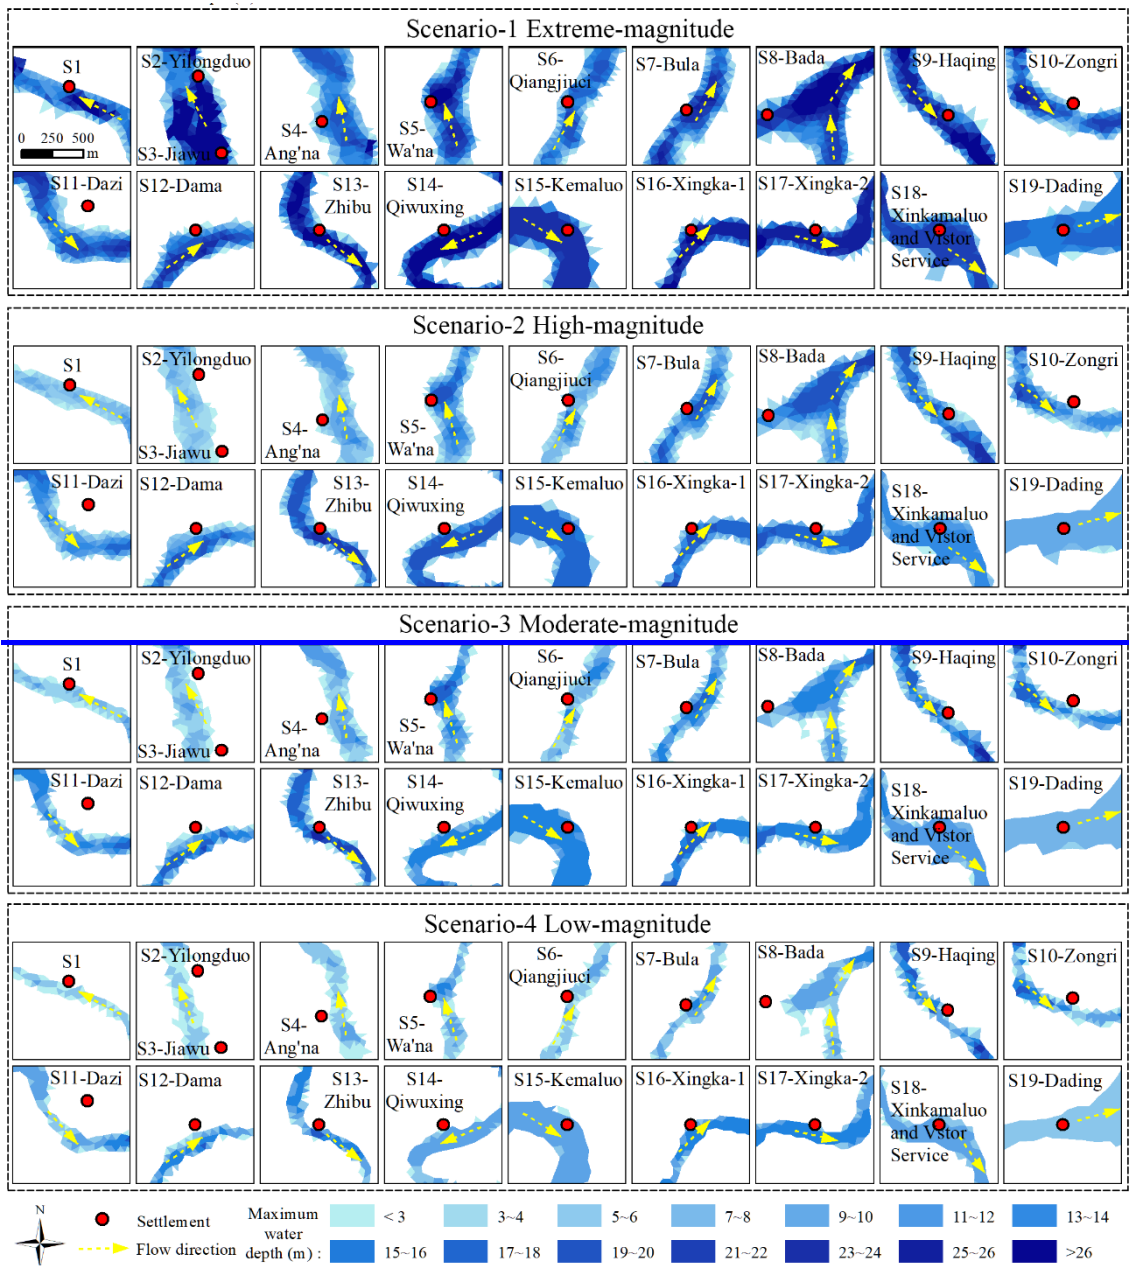 Scenario-1 Extreme-magnitude
S1
0 250 500
m
S2-Yilongduo
S3-Jiawu
S4-
Ang'na
S5-
Wa'na
S6-
Qiangjiuci
S7-Bula
S8-Bada
S9-Haqing
S10-Zongri
S11-Dazi
S12-Dama
S13-
Zhibu
S14-
Qiwuxing
S15-Kemaluo
S16-Xingka-1
S17-Xingka-2
S18-
Xinkamaluo
and Vistor
Service
S19-Dading
Scenario-2 High-magnitude
S1
S2-Yilongduo
S3-Jiawu
S4-
Ang'na
S5-
Wa'na
S6-
Qiangjiuci
S7-Bula
S8-Bada
S9-Haqing
S10-Zongri
S11-Dazi
S12-Dama
S13-
Zhibu
S14-
Qiwuxing
S15-Kemaluo
S16-Xingka-1
S17-Xingka-2
S18-
Xinkamaluo
and Vistor
Service
S19-Dading
Scenario-3 Moderate-magnitude
S1
S2-Yilongduo
S3-Jiawu
S4-
Ang'na
S5-
Wa'na
S6-
Qiangjiuci
S7-Bula
S8-Bada
S9-Haqing
S10-Zongri
S11-Dazi
S12-Dama
S13-
Zhibu
S14-
Qiwuxing
S15-Kemaluo
S16-Xingka-1
S17-Xingka-2
S18-
Xinkamaluo
and Vistor
Service
S19-Dading
Scenario-4 Low-magnitude
S1
S2-Yilongduo
S3-Jiawu
S4-
Ang'na
S5-
Wa'na
S6-
Qiangjiuci
S7-Bula
S8-Bada
S9-Haqing
S10-Zongri
S11-Dazi
S12-Dama
S13-
Zhibu
S14-
Qiwuxing
S15-Kemaluo
S16-Xingka-1
S17-Xingka-2
S18-
Xinkamaluo
and Vstor
Service
S19-Dading
N
Settlement
Flow direction
Maximum
water
depth (m) :
< 3 3~4 5~6 7~8 9~10 11~12 13~14
15~16 17~18 19~20 21~22 23~24 25~26 >26